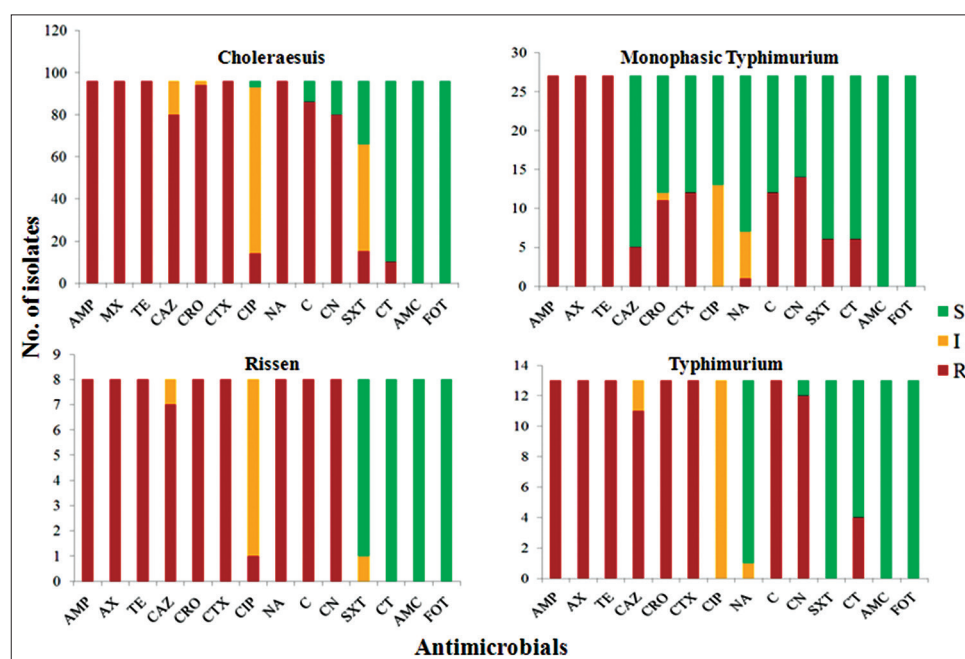 Choleraesuis
120
100
80
60
40
20
0
AMP MX TE CAZ CRO CTX CIP NA C CN SXT CT AMC FOT
Monophasic Typhimurium
30
25
20
15
10
5
0
AMP AX TE CAZ CRO CTX CIP NA C CN SXT CT AMC FOT
No. of isolates
Rissen
9
8
7
6
5
4
3
2
1
0
AMP AX TE CAZ CRO CTX CIP NA C CN SXT CT AMC FOT
Typhimurium
14
12
10
8
6
4
2
0
AMP AX TE CAZ CRO CTX CIP NA C CN SXT CT AMC FOT
S
I
R
Antimicrobials